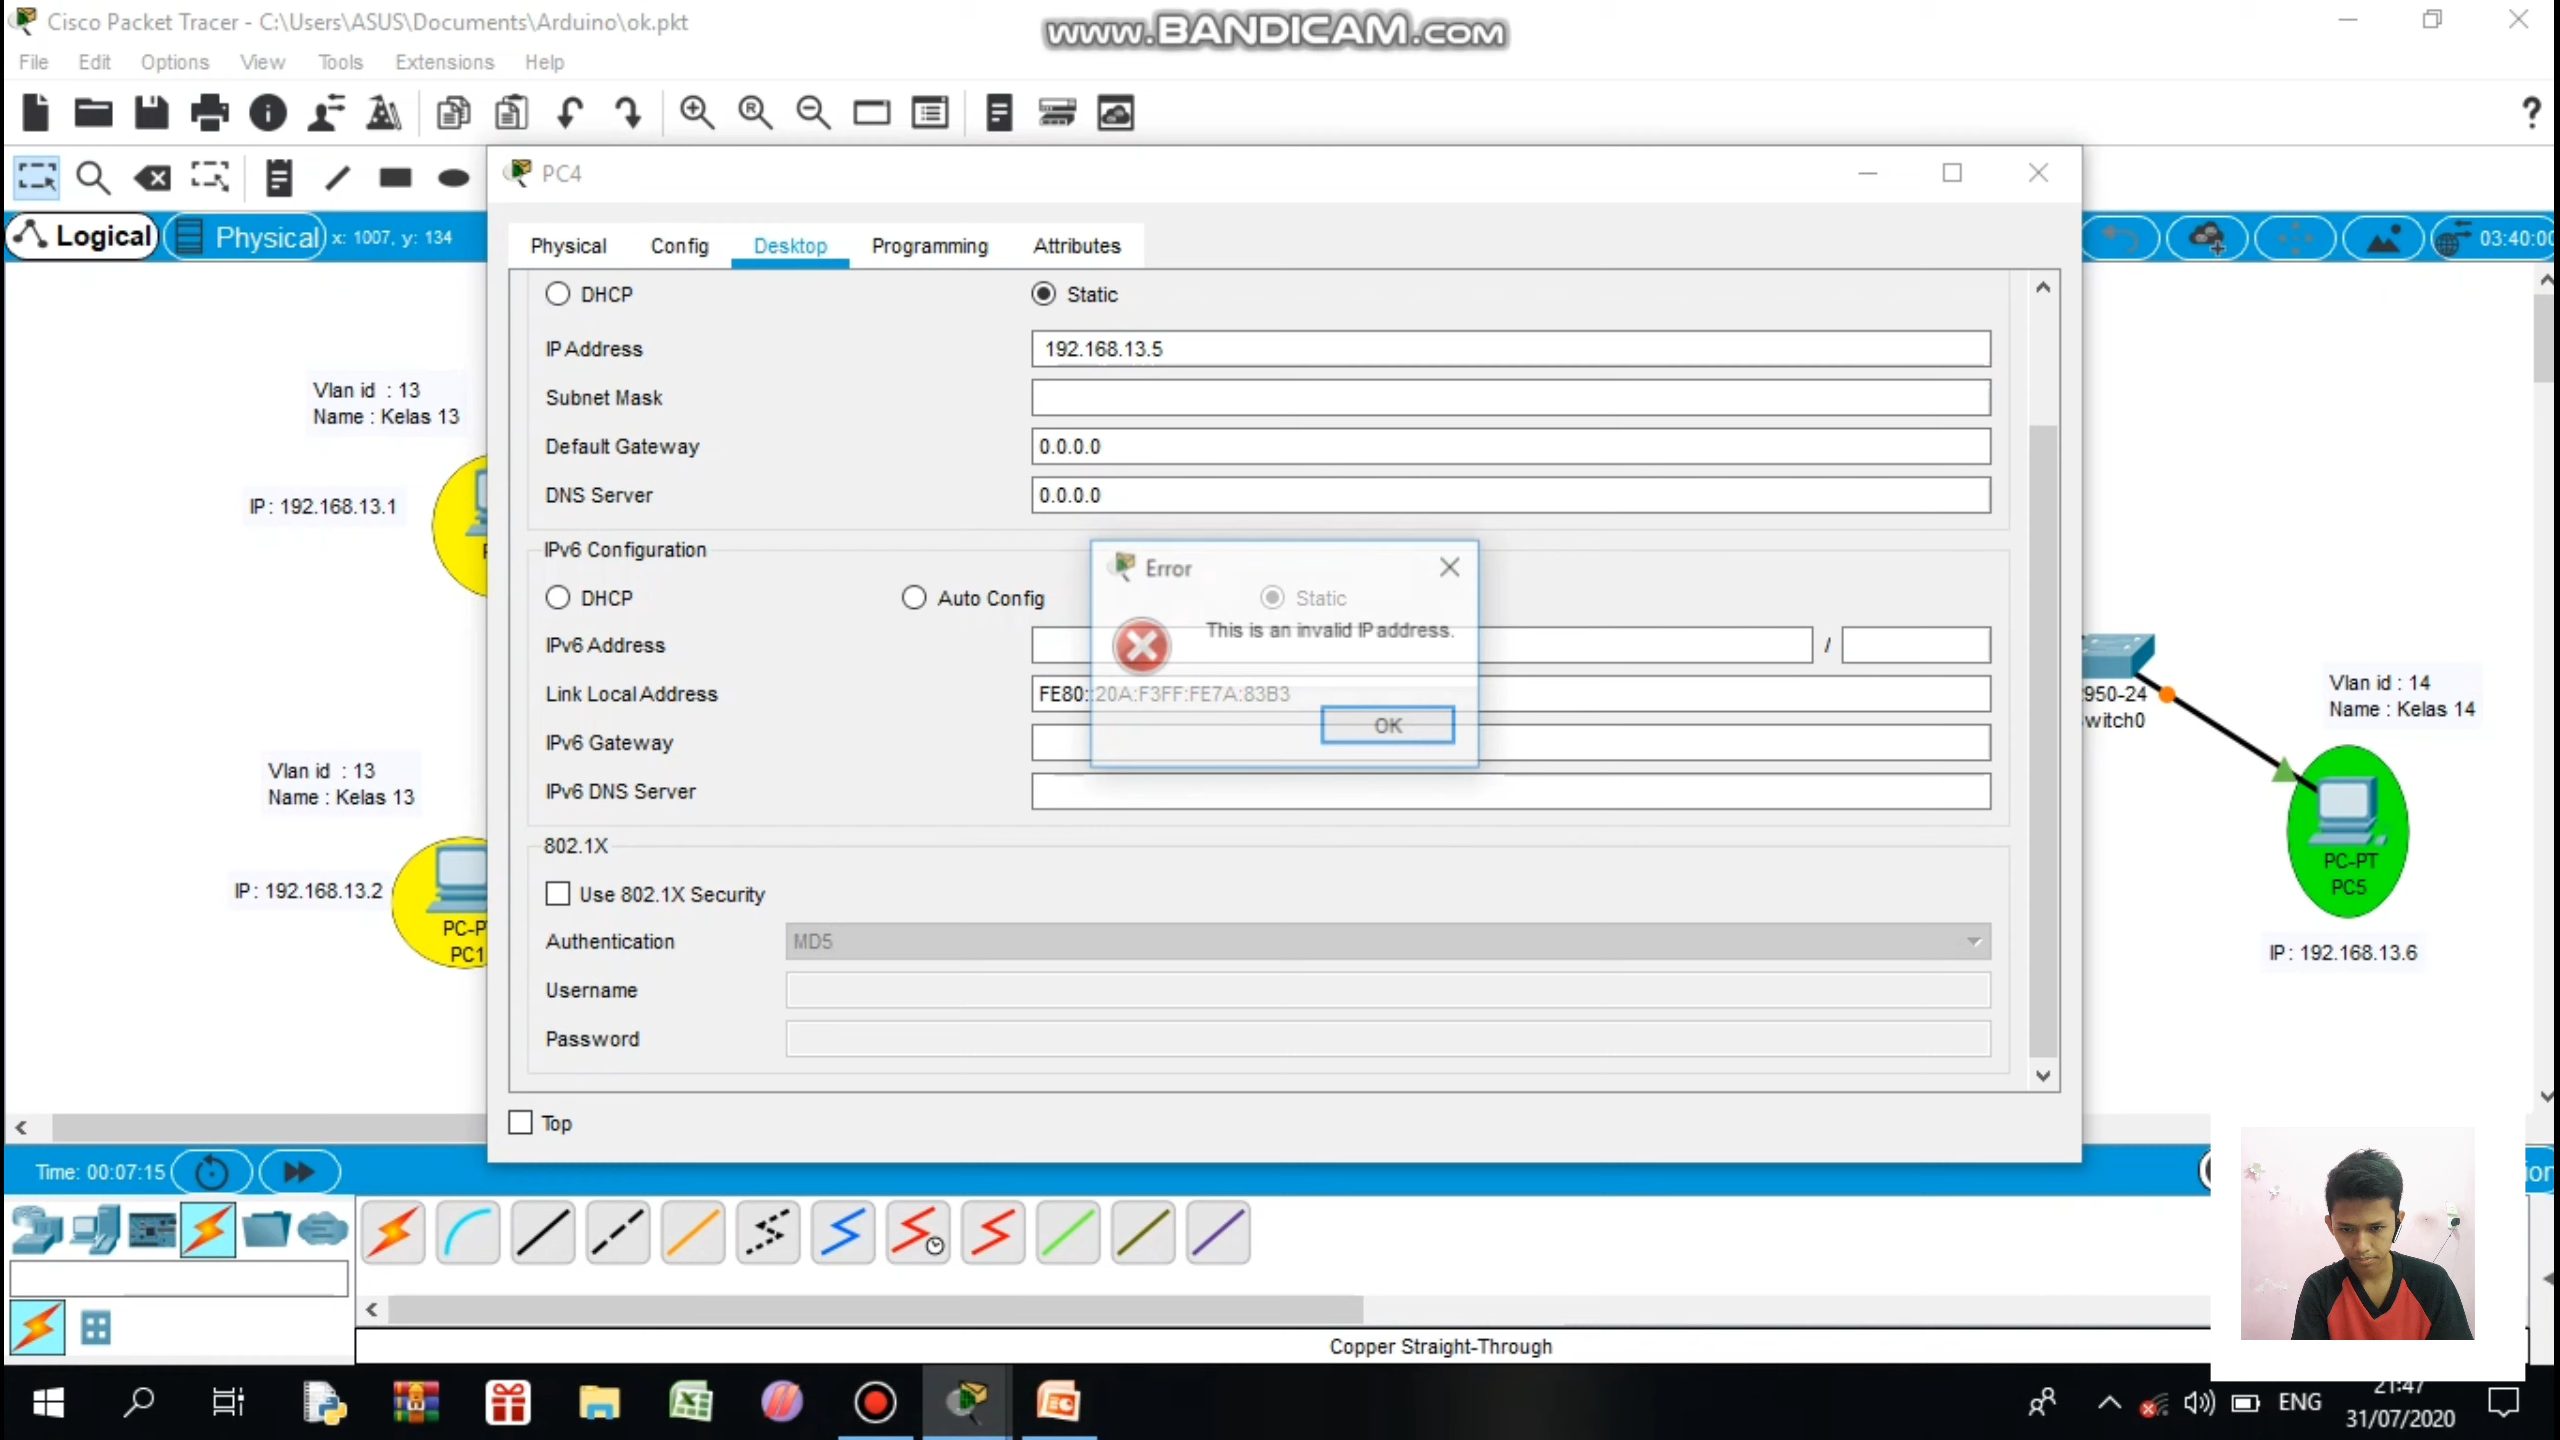 Cisco Packet Tracer - C:\Users\ASUS\Documents\Arduino\ok.pkt
www.BANDICAM.com
File Edit Options View Tools Extensions Help
PC4
Logical
Physical
x: 1007, y: 134
03:40:00
Physical Config Desktop Programming Attributes
DHCP
Static
IP Address
192.168.13.5
Subnet Mask
Default Gateway
0.0.0.0
DNS Server
0.0.0.0
IPv6 Configuration
DHCP
Auto Config
Static
IPv6 Address
/
Link Local Address
FE80::20A:F3FF:FE7A:83B3
IPv6 Gateway
IPv6 DNS Server
Error
This is an invalid IP address.
OK
802.1X
Use 802.1X Security
Authentication
MD5
Username
Password
Top
Vlan id : 13
Name : Kelas 13
IP: 192.168.13.1
Vlan id : 13
Name : Kelas 13
IP: 192.168.13.2
PC-P
PC1
950-24
witch0
Vlan id : 14
Name : Kelas 14
PC-PT
PC5
IP: 192.168.13.6
Time: 00:07:15
Copper Straight-Through
ENG
21:47
31/07/2020